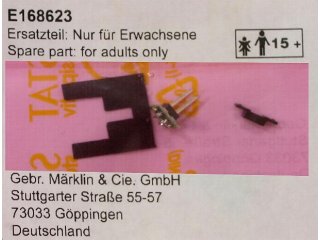 E168623
Ersatzteil: Nur für Erwachsene
Spare part: for adults only
15 +
Gebr. Märklin & Cie. GmbH
Stuttgarter Straße 55-57
73033 Göppingen
Deutschland